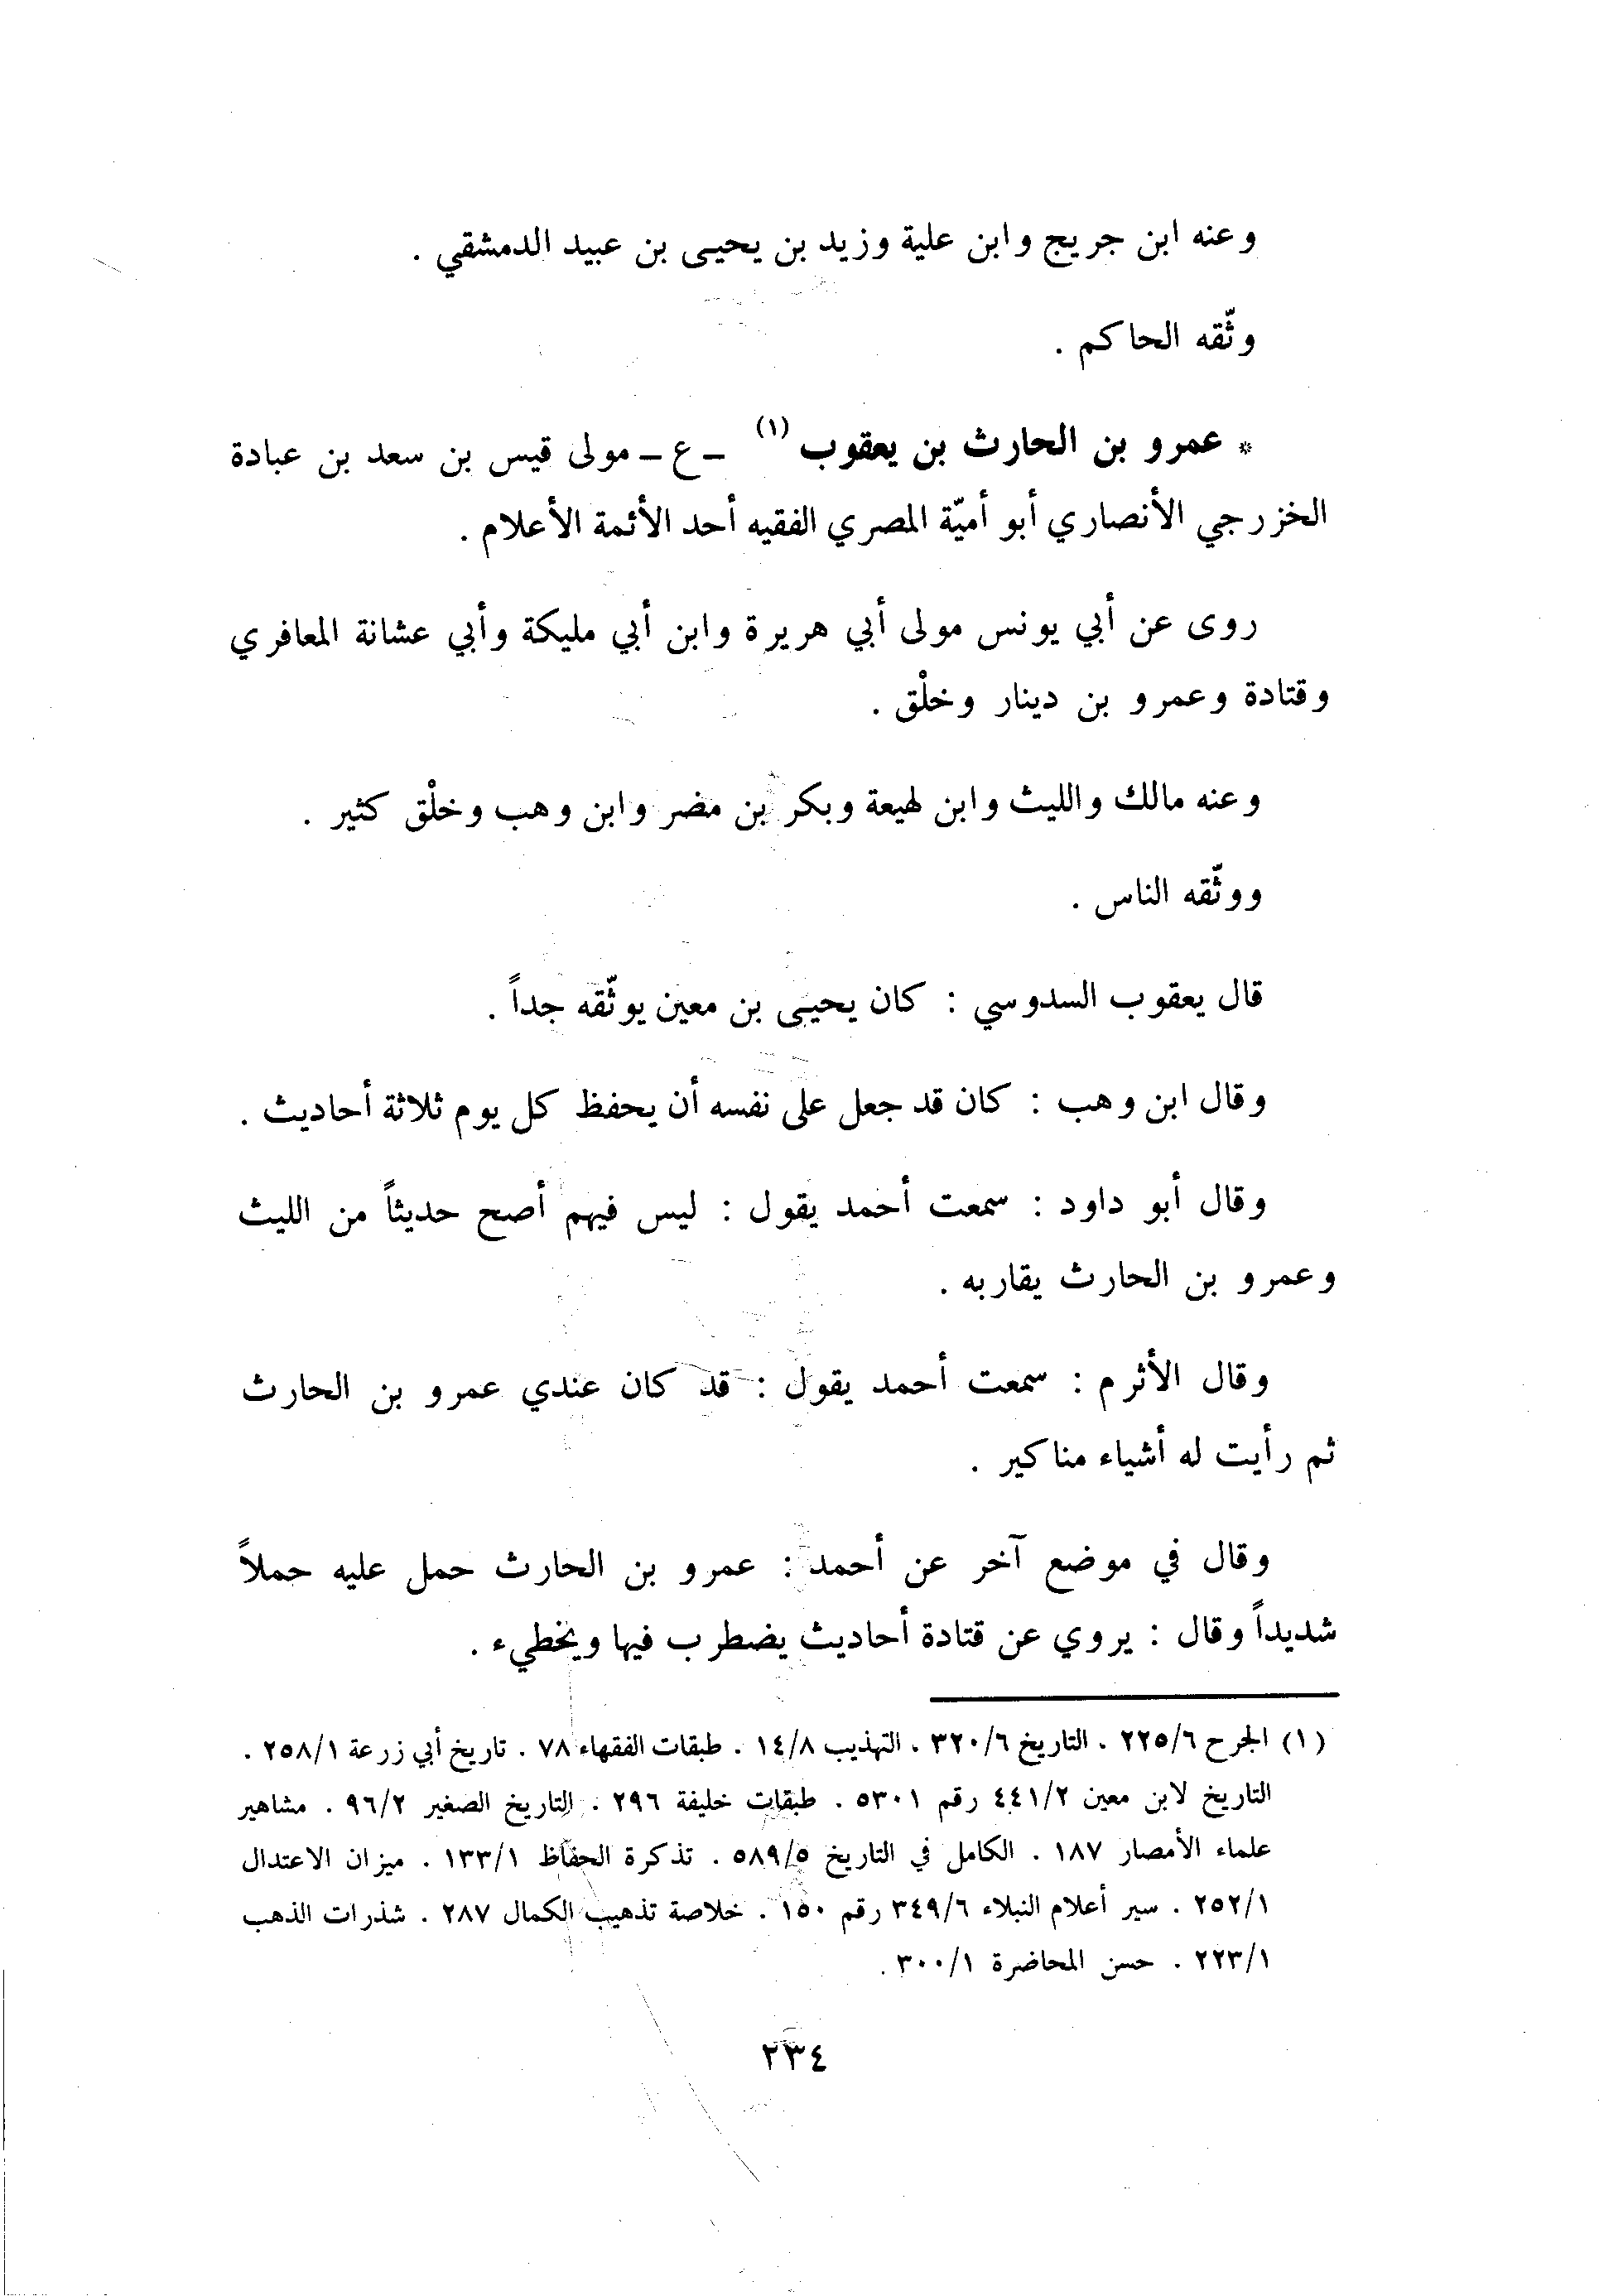 وعنه ابن جريج وابن علية وزيد بن يحيى بن عبيد الدمشقي .
وثّقه الحاكم .
* عمرو بن الحارث بن يعقوب (١) ـ ع ـ مولى قيس بن سعد بن عبادة
الخزرجي الأنصاري أبو أميّة المصري الفقيه أحد الأئمة الأعلام .
روى عن أبي يونس مولى أبي هريرة وابن أبي مليكة وأبي عشانة المعافري
وقتادة وعمرو بن دينار وخلْق .
وعنه مالك والليث وابن لهيعة وبكر بن مضر وابن وهب وخلْق كثير .
ووثّقه الناس .
قال يعقوب السدوسي : كان يحيى بن معين يوثّقه جداً .
وقال ابن وهب : كان قد جعل على نفسه أن يحفظ كل يوم ثلاثة أحاديث .
وقال أبو داود : سمعت أحمد يقول : ليس فيهم أصح حديثاً من الليث
وعمرو بن الحارث يقاربه .
وقال الأثرم : سمعت أحمد يقول : قد كان عندي عمرو بن الحارث
ثم رأيت له أشياء مناكير .
وقال في موضع آخر عن أحمد : عمرو بن الحارث حمل عليه حملاً
شديداً وقال : يروي عن قتادة أحاديث يضطرب فيها ويخطيء .
(١) الجرح ٢٢٥/٦ . التاريخ ٣٢٠/٦ . التهذيب ١٤/٨ . طبقات الفقهاء ٧٨ . تاريخ أبي زرعة ٢٥٨/١ .
التاريخ لابن معين ٤٤١/٢ رقم ٥٣٠١ . طبقات خليفة ٢٩٦ . التاريخ الصغير ٩٦/٢ . مشاهير
علماء الأمصار ١٨٧ . الكامل في التاريخ ٥٨٩/٥ . تذكرة الحفاظ ١٣٣/١ . ميزان الاعتدال
٢٥٢/١ . سير أعلام النبلاء ٣٤٩/٦ رقم ١٥٠ . خلاصة تذهيب الكمال ٢٨٧ . شذرات الذهب
٢٢٣/١ . حسن المحاضرة ٣٠٠/١ .
٢٣٤